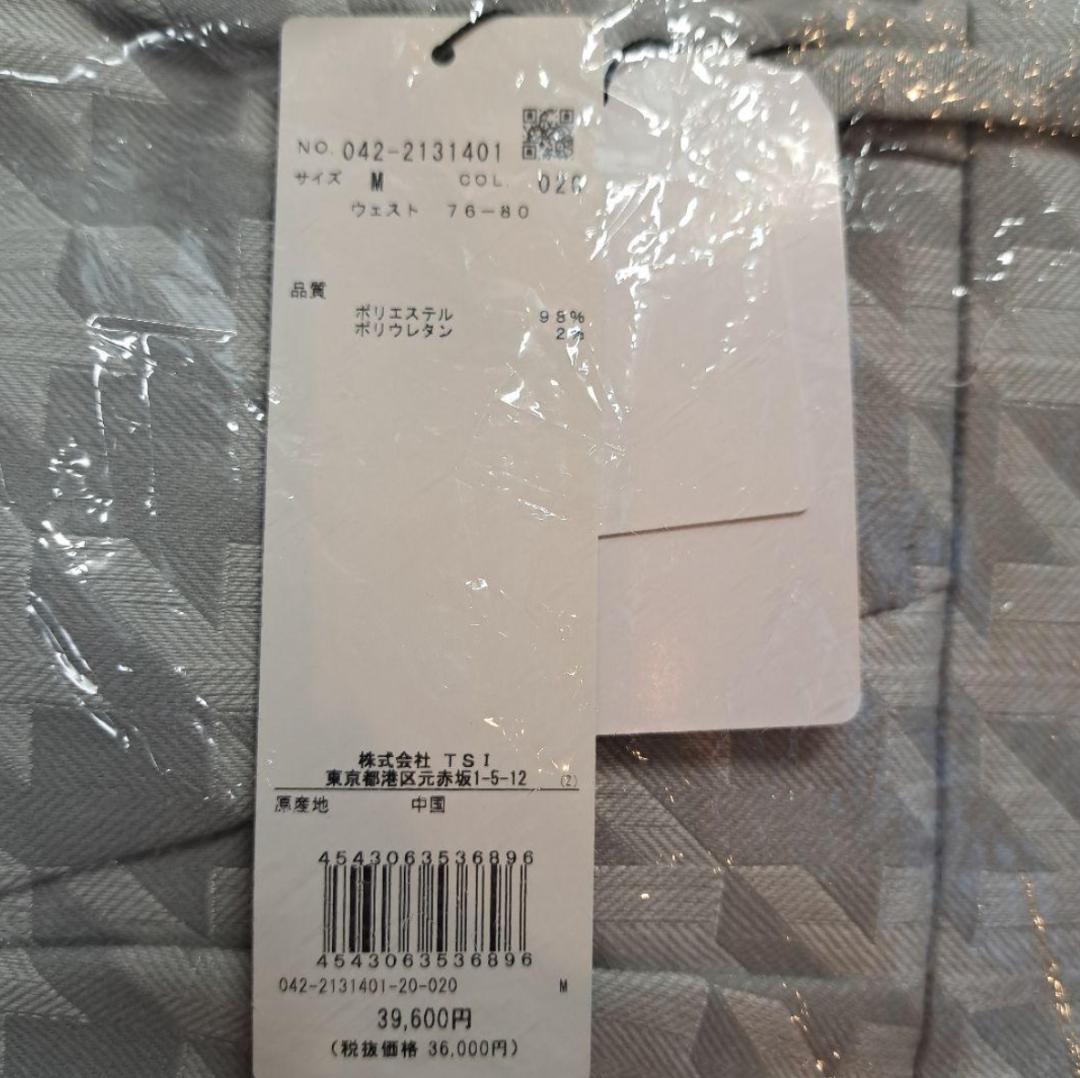 NO. 042-2131401
サイズ M COL. 020
ウェスト 76-80
品質
ポリエステル 98%
ポリウレタン 2%
株式会社 TSI
東京都港区元赤坂1-5-12 (2)
原産地 中国
4543063536896
4543063536896
042-2131401-20-020 M
39,600円
(税抜価格 36,000円)